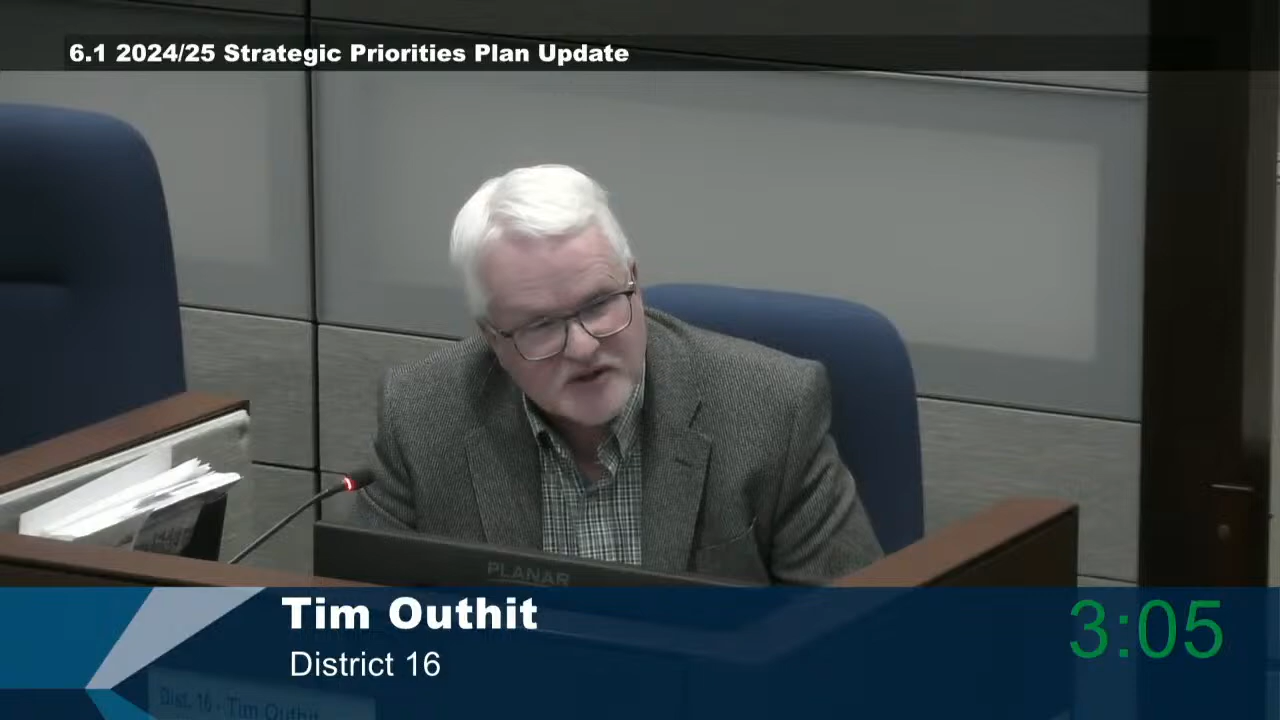 6.1 2024/25 Strategic Priorities Plan Update
PLANAR
Tim Outhit
District 16
3:05
Dist. 16 - Tim Outhit